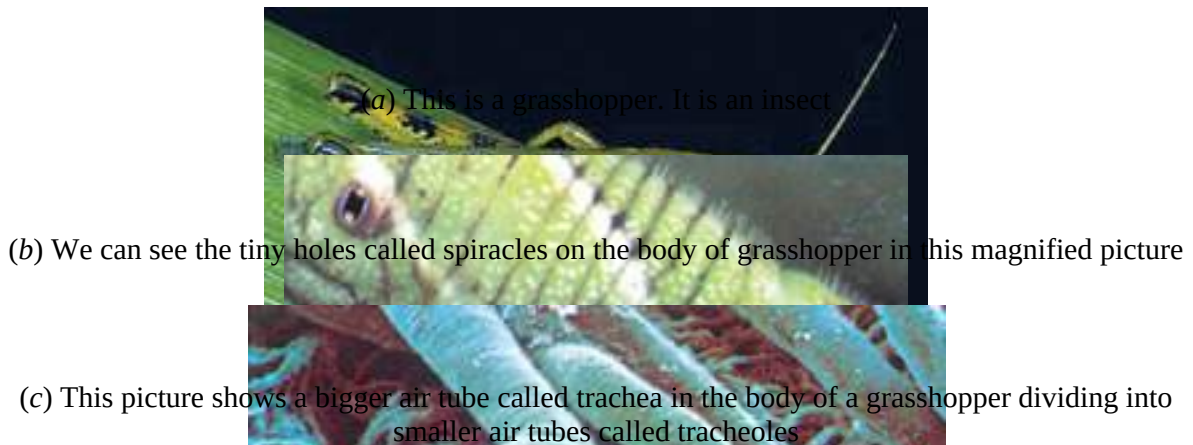 (a) This is a grasshopper. It is an insect
(b) We can see the tiny holes called spiracles on the body of grasshopper in this magnified picture
(c) This picture shows a bigger air tube called trachea in the body of a grasshopper dividing into
smaller air tubes called tracheoles